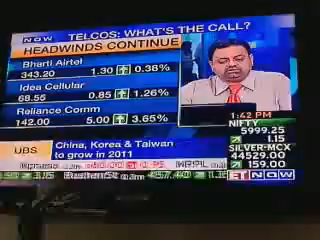 NOW TELCOS: WHAT'S THE CALL?
HEADWINDS CONTINUE
Bharti Airtel
343.20 1.30 0.38%
Idea Cellular
68.55 0.85 1.26%
Reliance Comm
142.00 5.00 3.65%
UBS China, Korea & Taiwan
to grow in 2011
1:42 PM
NIFTY
5999.25
1.15
SILVER-MCX
44529.00
159.00
ET NOW